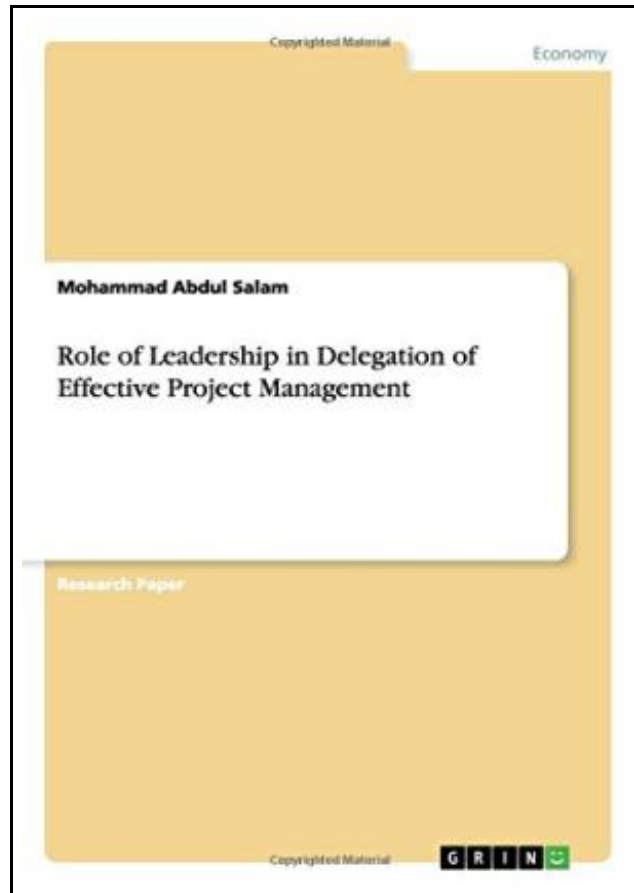 Copyrighted Material
Economy
Mohammad Abdul Salam
Role of Leadership in Delegation of
Effective Project Management
Research Paper
Copyrighted Material
GRIN